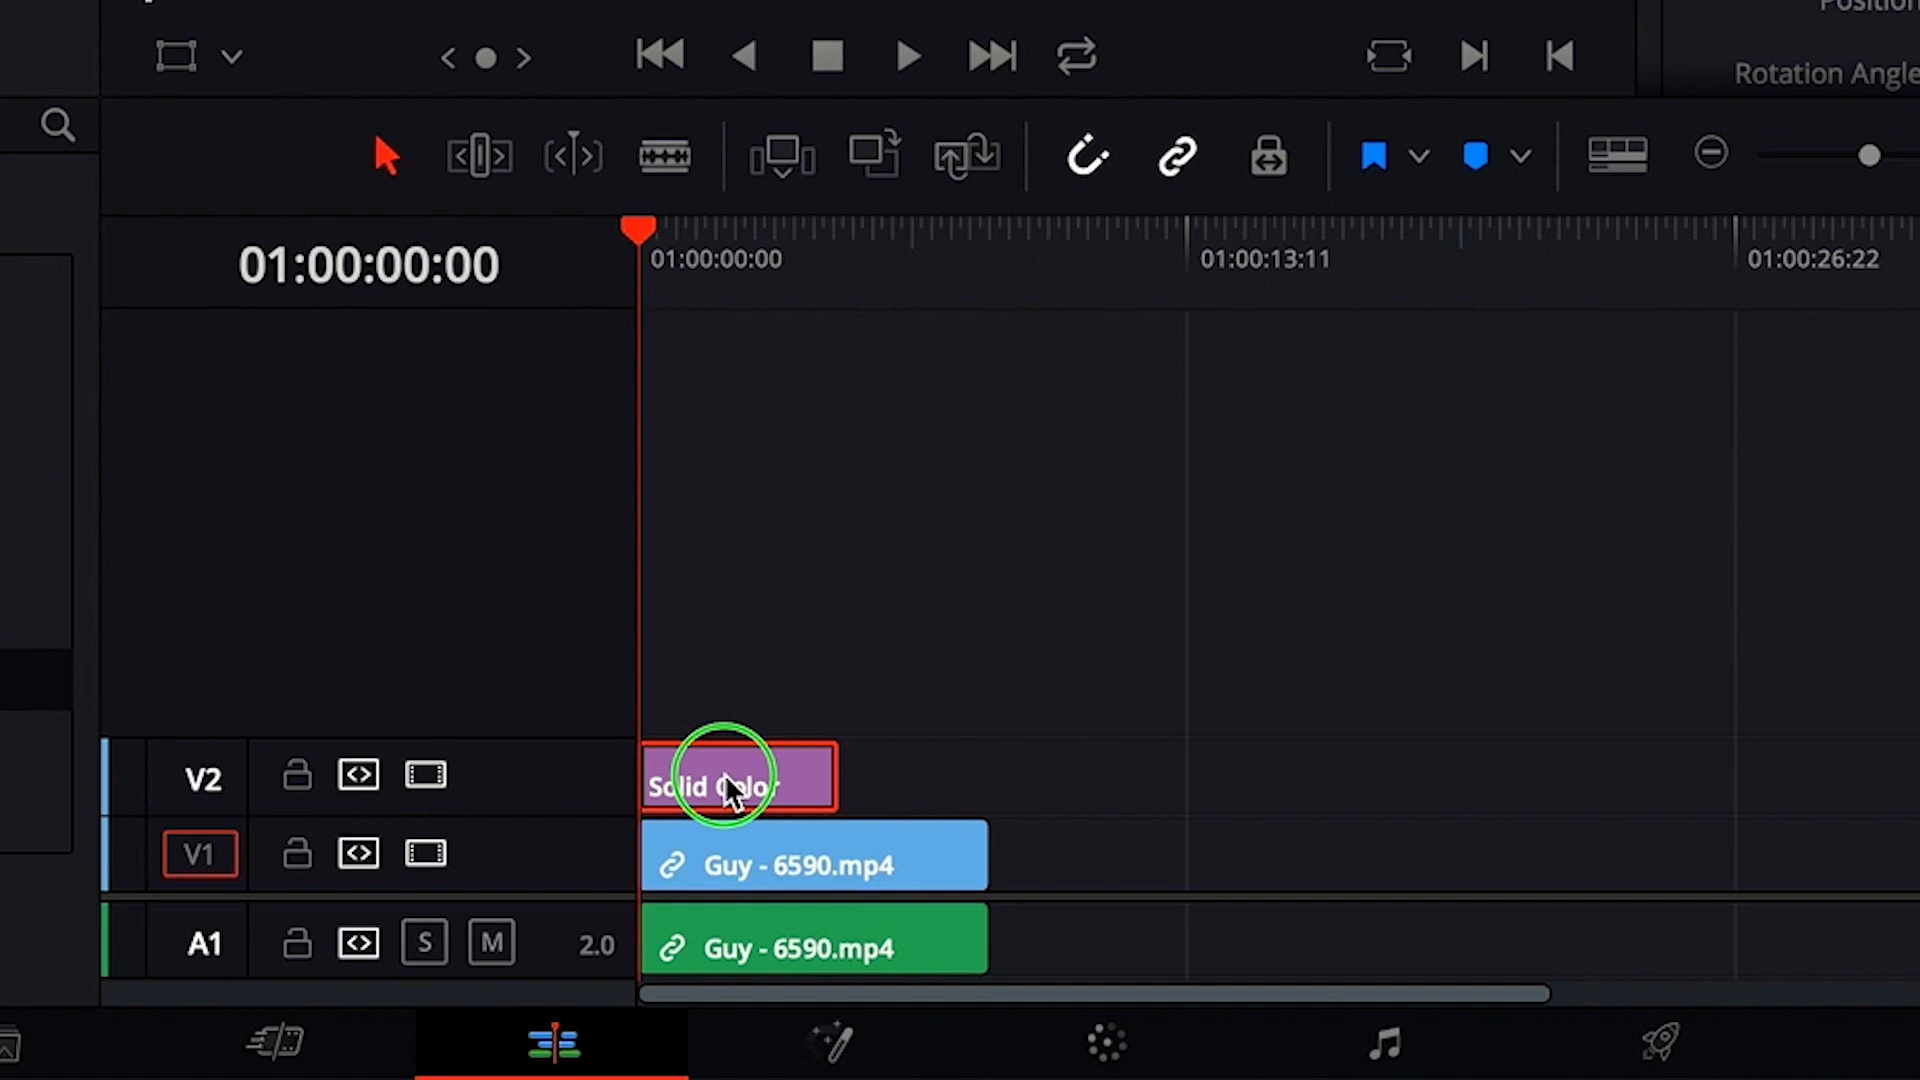 Position
Rotation Angle
01:00:00:00
01:00:00:00
01:00:13:11
01:00:26:22
V2
Solid Color
V1
Guy - 6590.mp4
A1
S
M
2.0
Guy - 6590.mp4